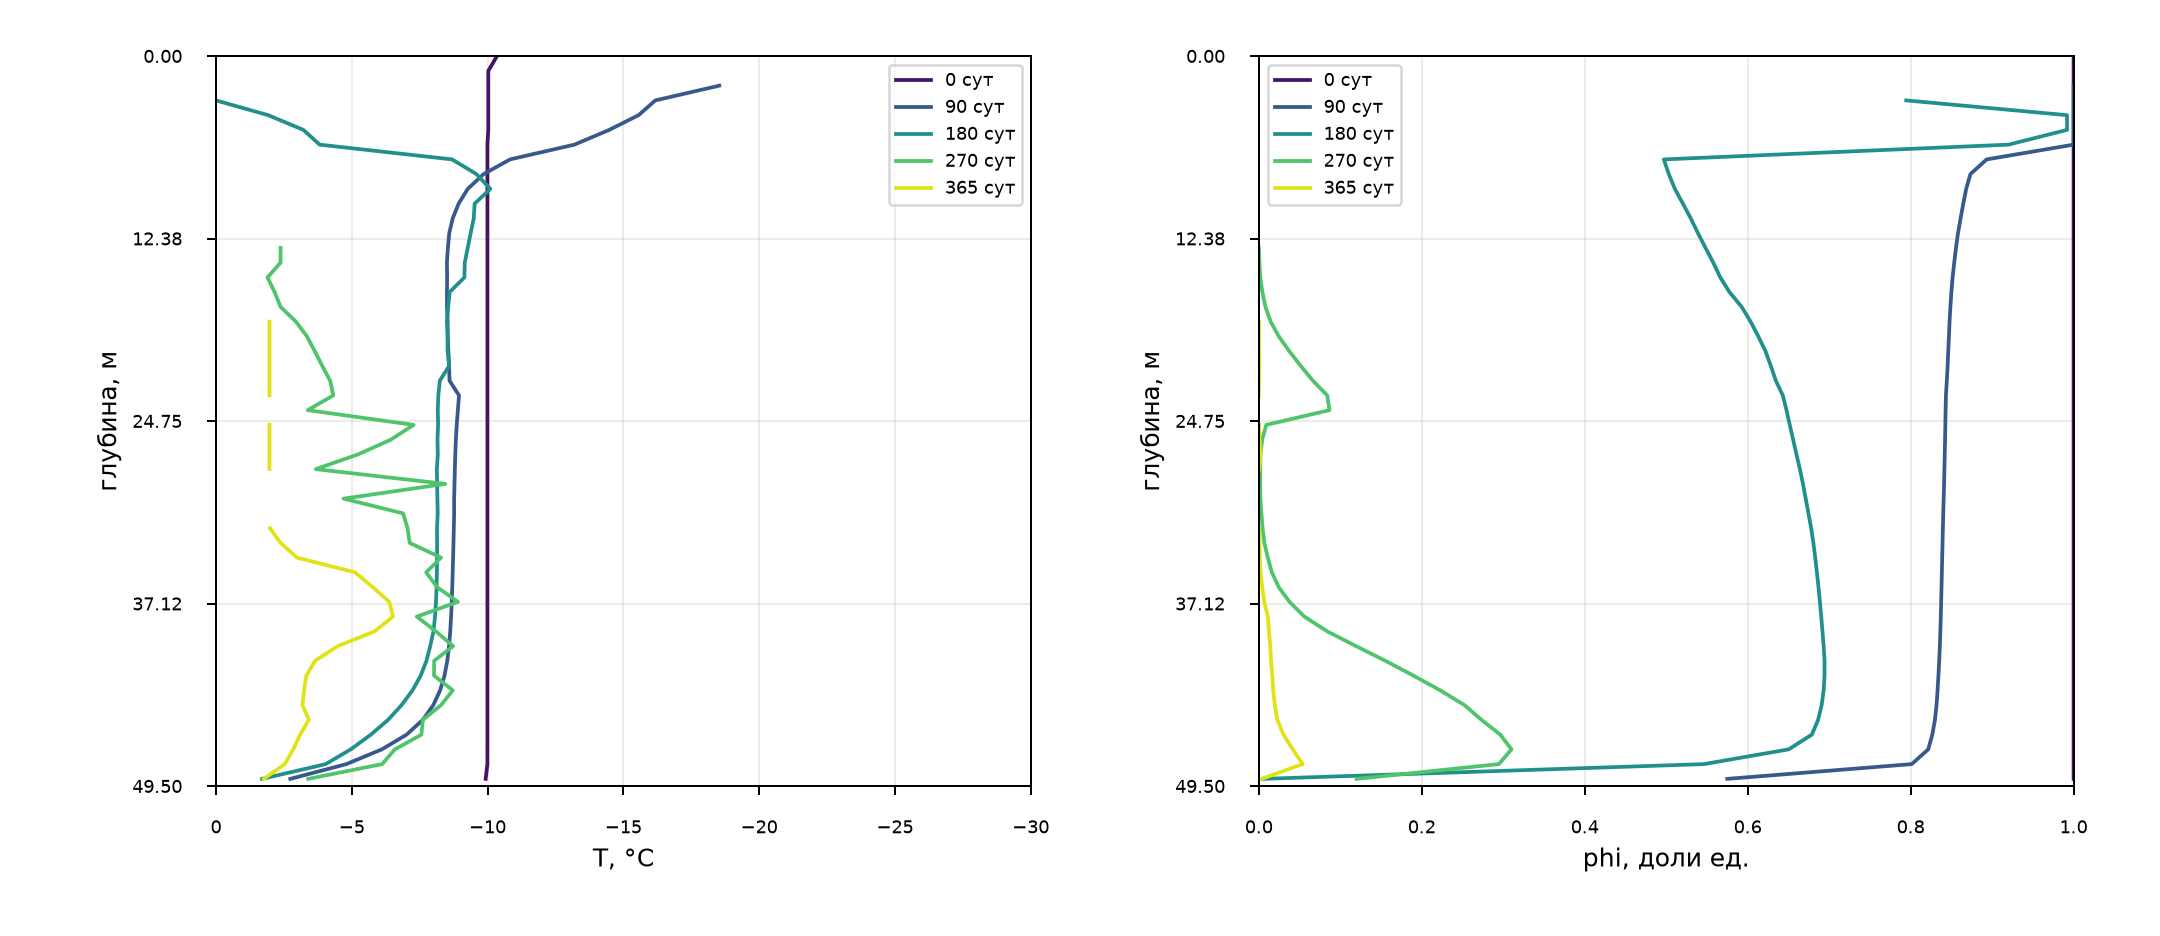 0.00
12.38
24.75
37.12
49.50
глубина, м
0 −5 −10 −15 −20 −25 −30
T, °C
0 сут
90 сут
180 сут
270 сут
365 сут
0.00
12.38
24.75
37.12
49.50
глубина, м
0.0 0.2 0.4 0.6 0.8 1.0
phi, доли ед.
0 сут
90 сут
180 сут
270 сут
365 сут